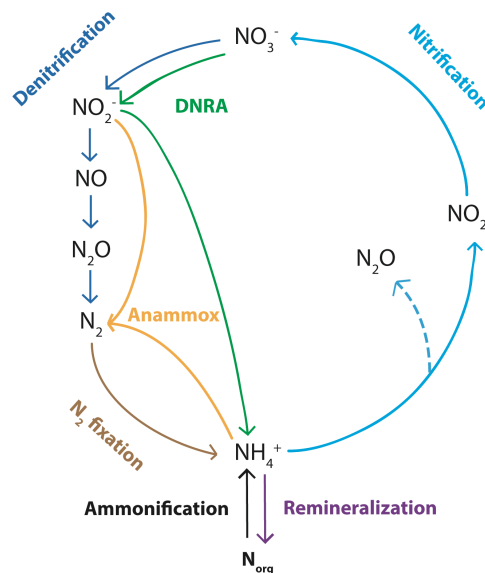 NO₃⁻
Denitrification
Nitrification
NO₂⁻
DNRA
NO
NO₂
N₂O
N₂O
N₂
Anammox
N₂ fixation
NH₄⁺
Ammonification
Remineralization
Norg